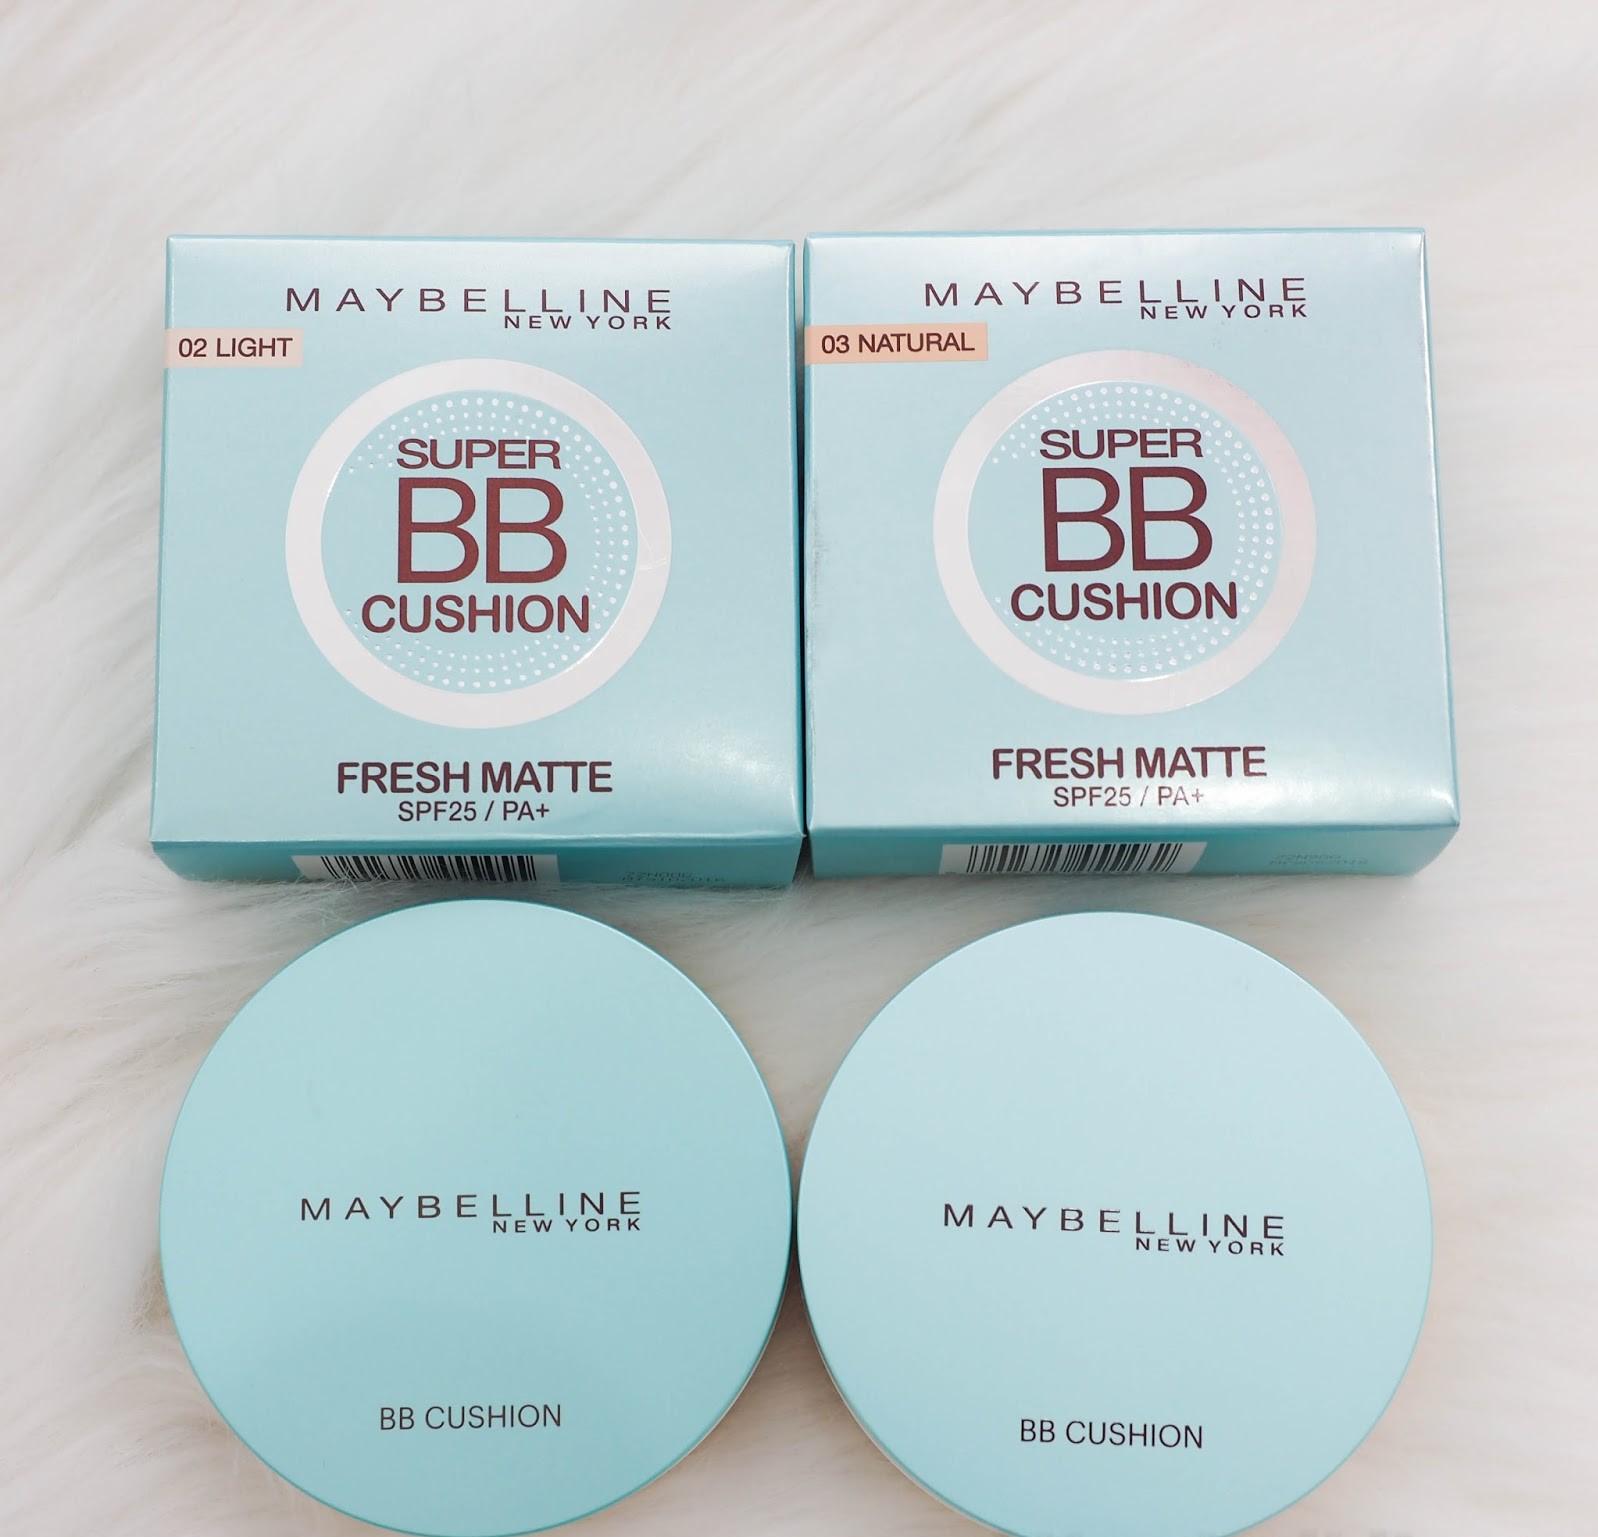 MAYBELLINE
NEW YORK
02 LIGHT
SUPER
BB
CUSHION
FRESH MATTE
SPF25 / PA+
MAYBELLINE
NEW YORK
03 NATURAL
SUPER
BB
CUSHION
FRESH MATTE
SPF25 / PA+
MAYBELLINE
NEW YORK
BB CUSHION
MAYBELLINE
NEW YORK
BB CUSHION